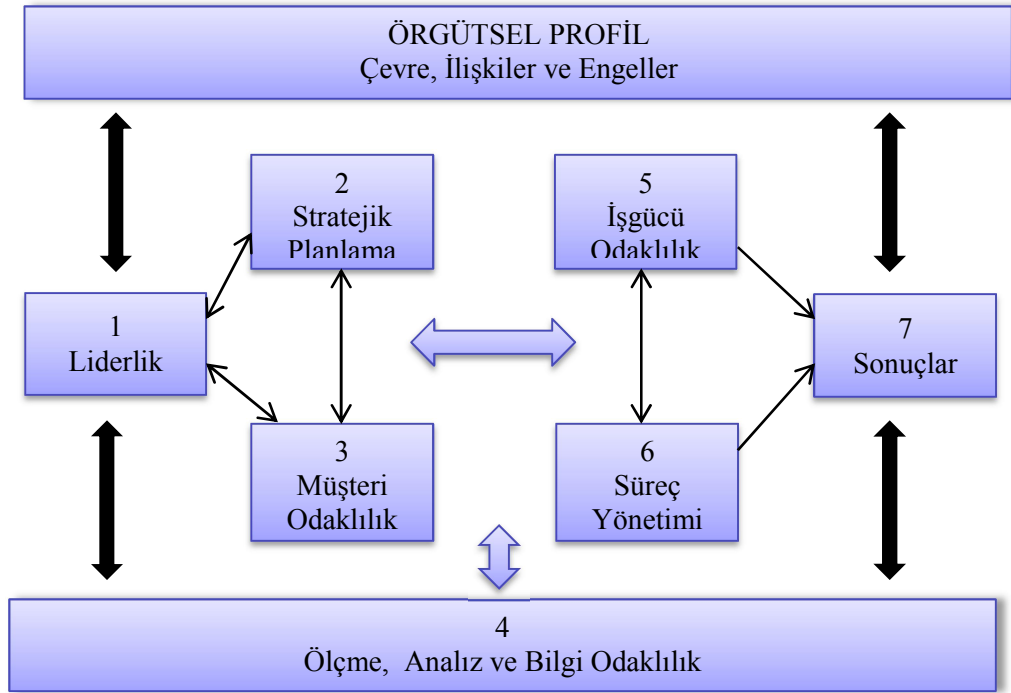 ÖRGÜTSEL PROFİL
Çevre, İlişkiler ve Engeller
2
Stratejik
Planlama
5
İşgücü
Odaklılık
1
Liderlik
7
Sonuçlar
3
Müşteri
Odaklılık
6
Süreç
Yönetimi
4
Ölçme, Analiz ve Bilgi Odaklılık